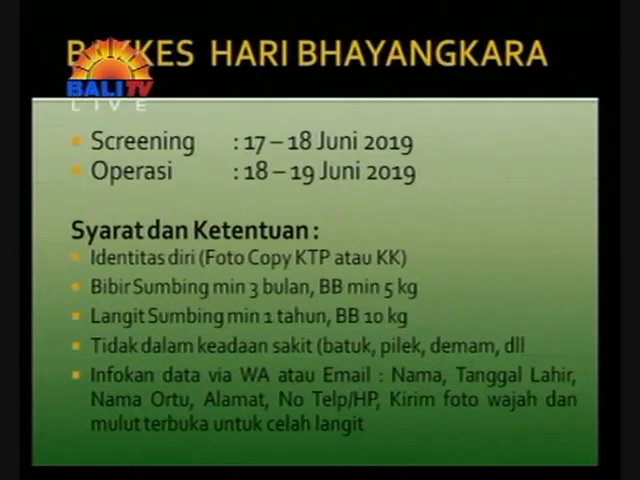 HARI BHAYANGKARA
BALI TV
LIVE
Screening : 17 – 18 Juni 2019
Operasi : 18 – 19 Juni 2019
Syarat dan Ketentuan :
Identitas diri (Foto Copy KTP atau KK)
Bibir Sumbing min 3 bulan, BB min 5 kg
Langit Sumbing min 1 tahun, BB 10 kg
Tidak dalam keadaan sakit (batuk, pilek, demam, dll
Infokan data via WA atau Email : Nama, Tanggal Lahir,
Nama Ortu, Alamat, No Telp/HP, Kirim foto wajah dan
mulut terbuka untuk celah langit